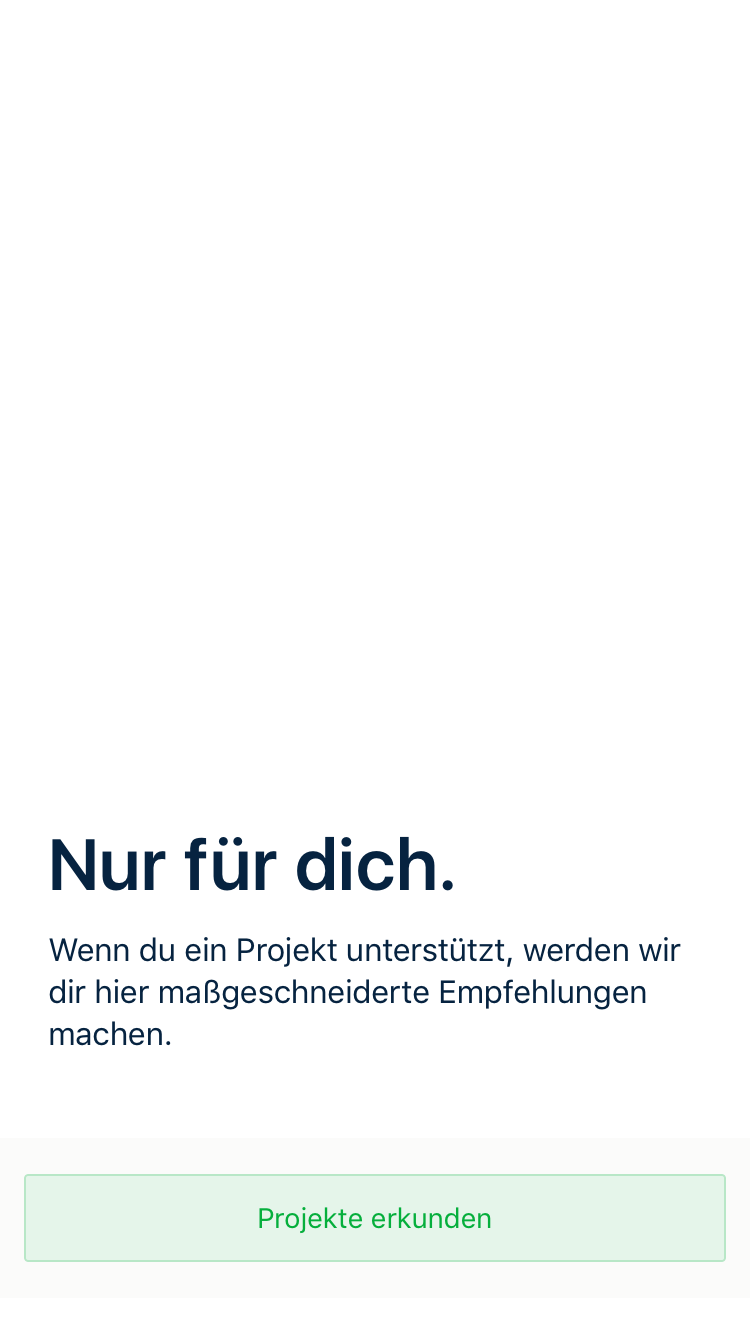 Nur für dich.
Wenn du ein Projekt unterstützt, werden wir
dir hier maßgeschneiderte Empfehlungen
machen.
Projekte erkunden